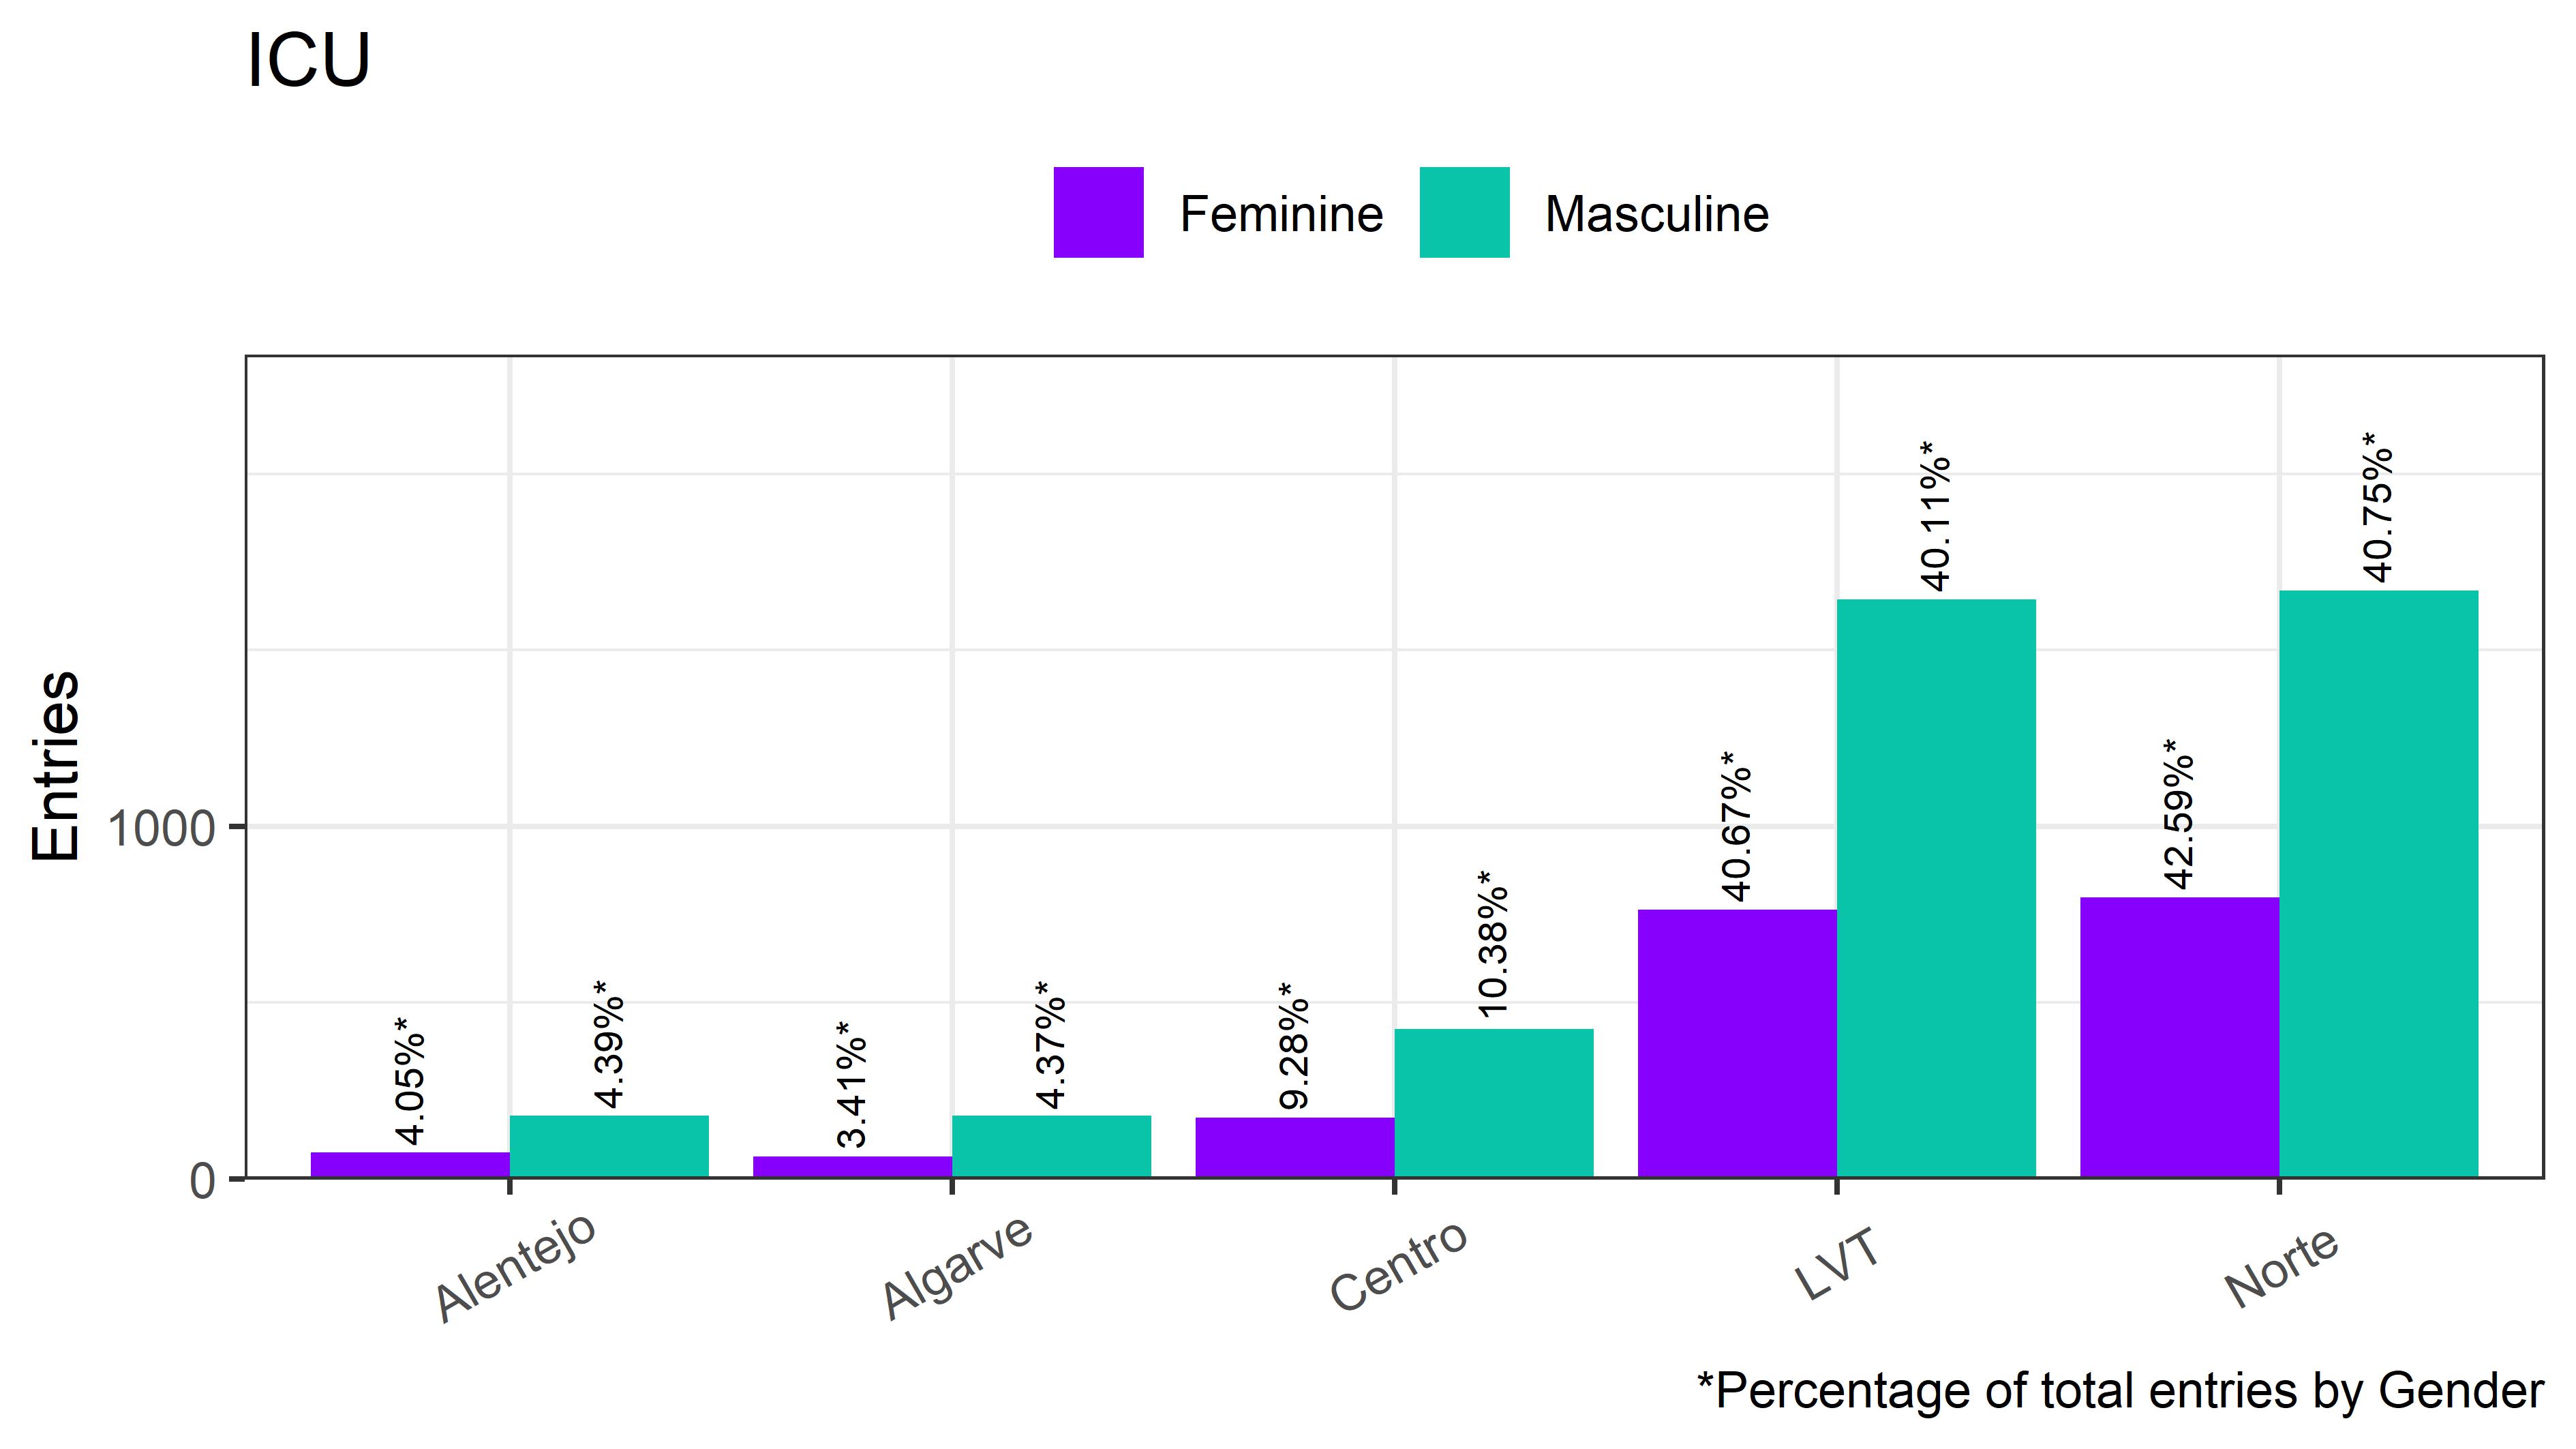 ICU
Feminine
Masculine
Entries
1000
0
4.05%*
4.39%*
3.41%*
4.37%*
9.28%*
10.38%*
40.67%*
40.11%*
42.59%*
40.75%*
Alentejo
Algarve
Centro
LVT
Norte
*Percentage of total entries by Gender